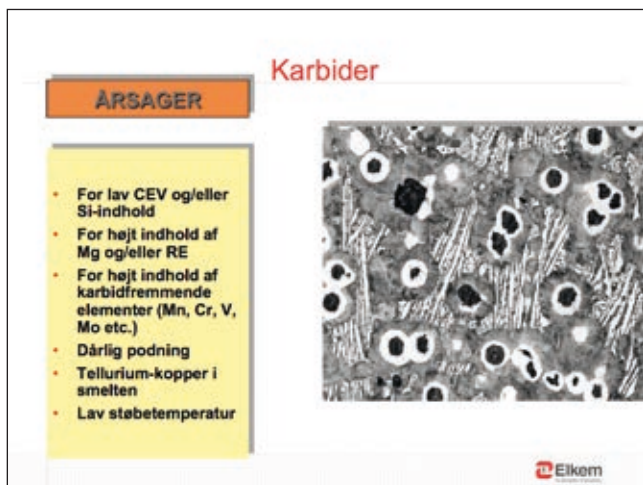 Karbider
ÅRSAGER
• For lav CEV og/eller
Si-indhold
• For højt indhold af
Mg og/eller RE
• For højt indhold af
karbidfremmende
elementer (Mn, Cr, V,
Mo etc.)
• Dårlig podning
• Tellurium-kopper i
smelten
• Lav støbetemperatur
Elkem